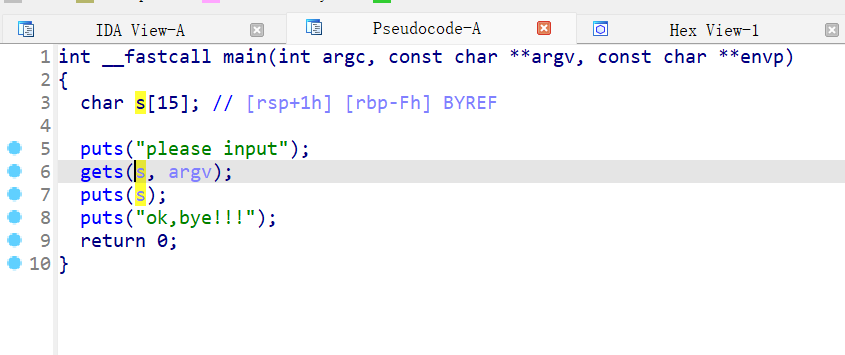 IDA View-A Pseudocode-A Hex View-1
1 int __fastcall main(int argc, const char **argv, const char **envp)
2 {
3 char s[15]; // [rsp+1h] [rbp-Fh] BYREF
4
5 puts("please input");
6 gets(s, argv);
7 puts(s);
8 puts("ok,bye!!!");
9 return 0;
10 }